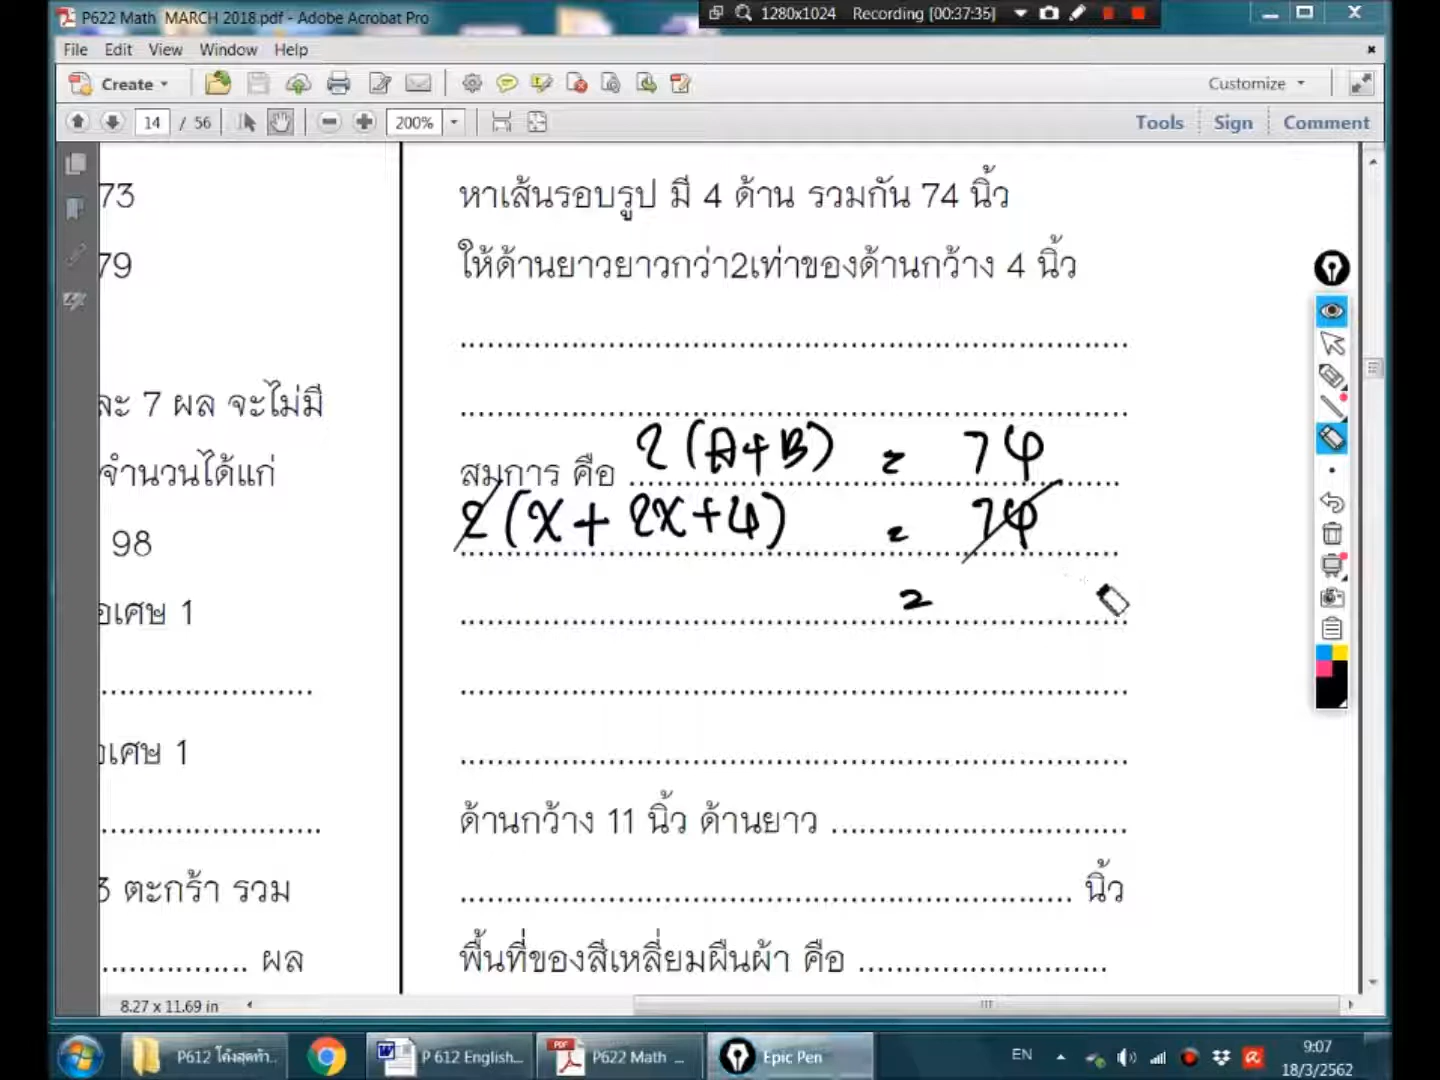 P622 Math MARCH 2018.pdf - Adobe Acrobat Pro
1280x1024 Recording [00:37:35]
File Edit View Window Help
Create Customize
14 / 56 200% Tools Sign Comment
73
79
ละ 7 ผล จะไม่มี
จำนวนได้แก่
98
อเศษ 1
.......................
อเศษ 1
........................
3 ตะกร้า รวม
............... ผล
หาเส้นรอบรูป มี 4 ด้าน รวมกัน 74 นิ้ว
ให้ด้านยาวยาวกว่า2เท่าของด้านกว้าง 4 นิ้ว
สมการ คือ 2(A+B) = 74
2(x + 2x+4) = 74
=
ด้านกว้าง 11 นิ้ว ด้านยาว ................................
.................................................................. นิ้ว
พื้นที่ของสี่เหลี่ยมผืนผ้า คือ ...........................
8.27 x 11.69 in
P612 โค้งสุดท้า... P 612 English... P622 Math ... Epic Pen EN 9:07
18/3/2562